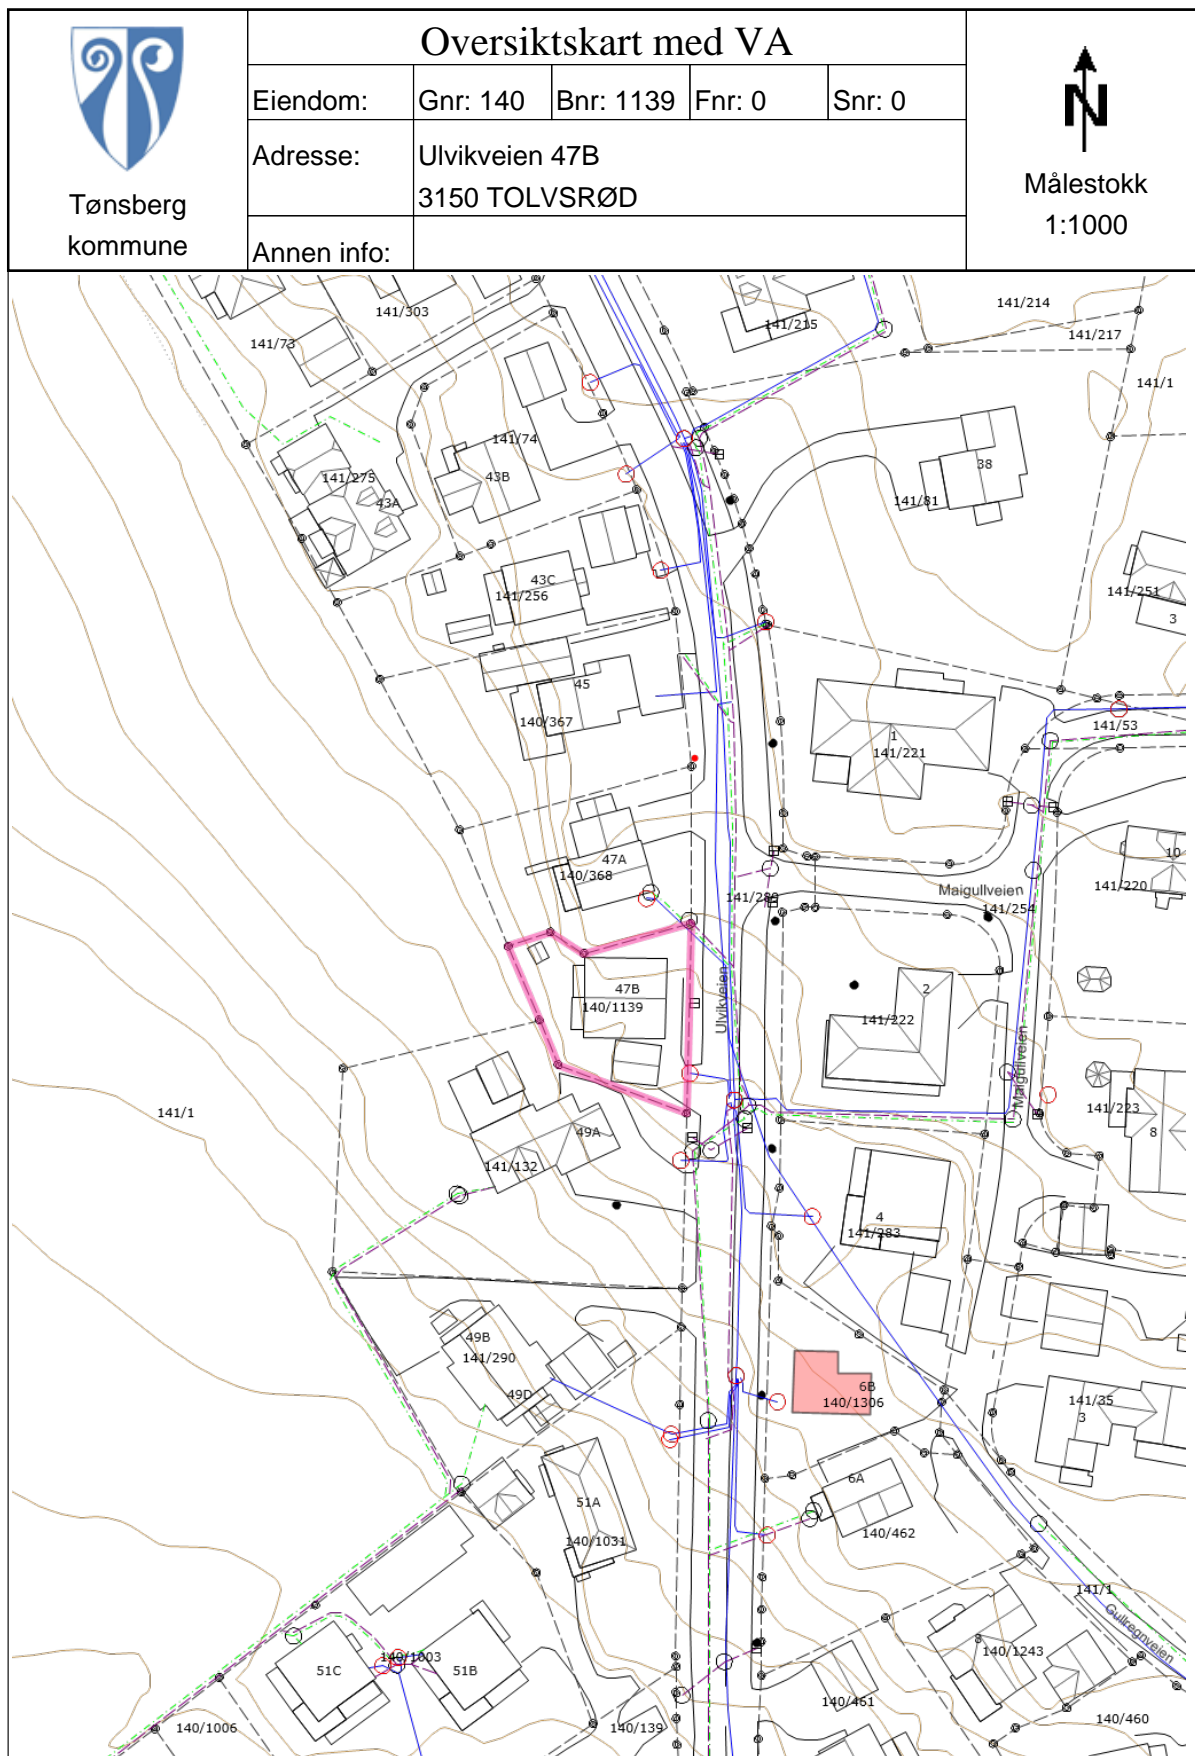 Oversiktskart med VA
Eiendom:
Gnr: 140
Bnr: 1139
Fnr: 0
Snr: 0
Adresse:
Ulvikveien 47B
3150 TOLVSRØD
Annen info:
Tønsberg
kommune
N
Målestokk
1:1000
141/303
141/73
141/215
141/214
141/217
141/1
141/74
43B
141/275
43A
38
141/81
43C
141/256
141/251
3
45
140/367
1
141/221
141/53
47A
140/368
10
141/220
141/289
Maigullveien
141/254
47B
140/1139
Ulvikveien
2
141/222
Maigullveien
141/1
49A
141/132
141/223
8
4
141/283
49B
141/290
49D
6B
140/1306
141/35
3
51A
140/1031
6A
140/462
141/1
Gullregnveien
51C
140/1003
51B
8
140/1243
140/1006
140/139
140/461
140/460